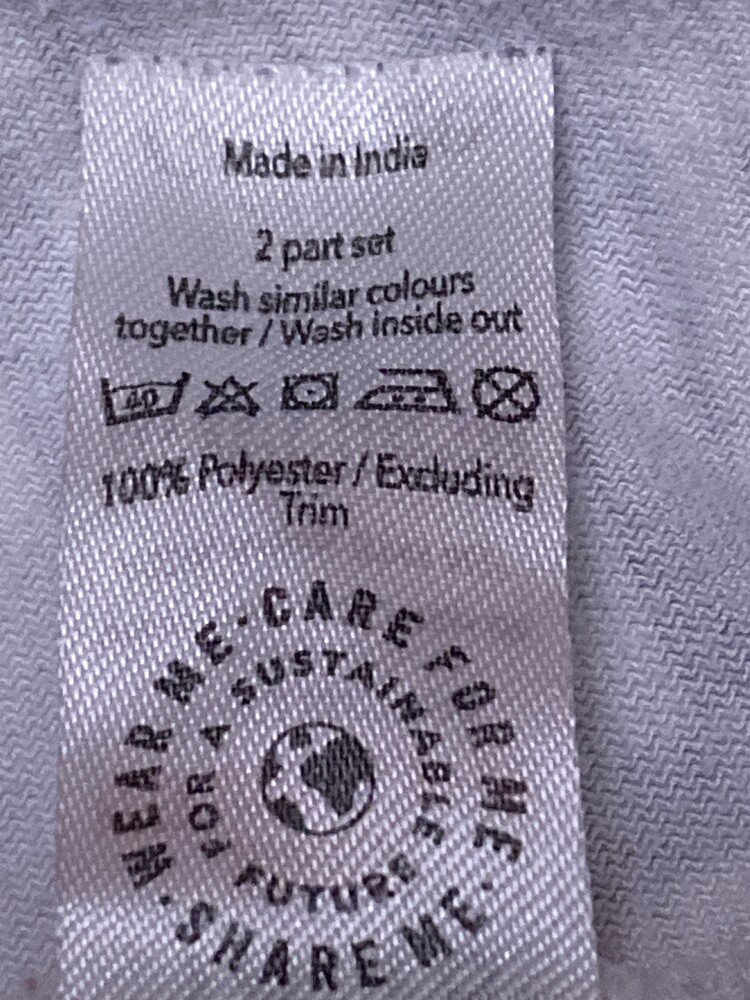 Made in India
2 part set
Wash similar colours
together / Wash inside out
40
100% Polyester / Excluding
Trim
WEAR ME · CARE FOR ME · SHARE ME ·
FOR A SUSTAINABLE FUTURE